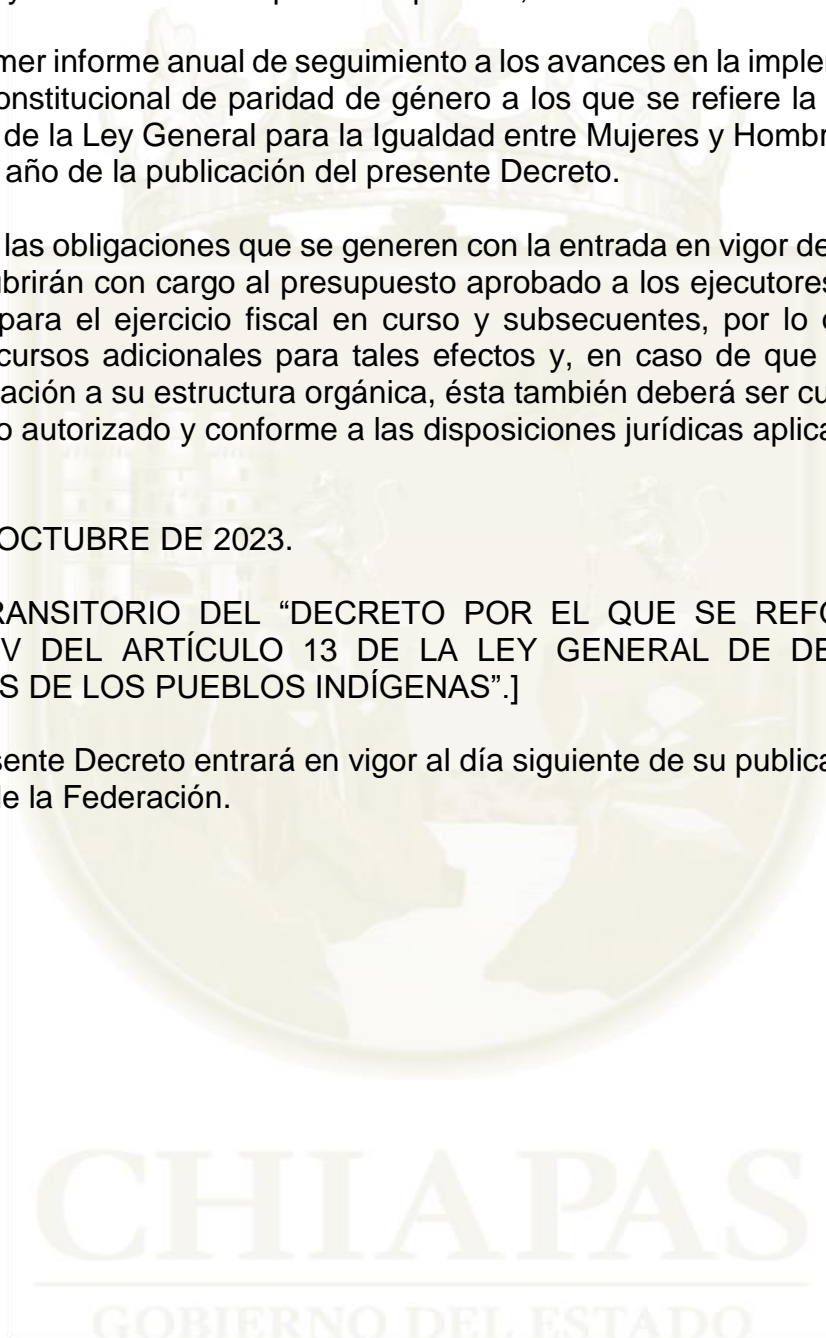 mer informe anual de seguimiento a los avances en la implem
onstitucional de paridad de género a los que se refiere la
de la Ley General para la Igualdad entre Mujeres y Hombr
año de la publicación del presente Decreto.
las obligaciones que se generen con la entrada en vigor de
ubrirán con cargo al presupuesto aprobado a los ejecutores
para el ejercicio fiscal en curso y subsecuentes, por lo
cursos adicionales para tales efectos y, en caso de que
ación a su estructura orgánica, ésta también deberá ser cu
o autorizado y conforme a las disposiciones jurídicas aplica
OCTUBRE DE 2023.
RANSITORIO DEL “DECRETO POR EL QUE SE REFO
V DEL ARTÍCULO 13 DE LA LEY GENERAL DE DE
S DE LOS PUEBLOS INDÍGENAS”.]
sente Decreto entrará en vigor al día siguiente de su publica
de la Federación.
CHIAPAS
GOBIERNO DEL ESTADO